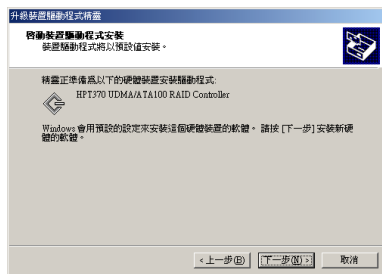 升級裝置驅動程式精靈
啓動裝置驅動程式安裝
裝置驅動程式將以預設值安裝。
精靈正準備為以下的硬體裝置安裝驅動程式:
HPT370 UDMA/ATA100 RAID Controller
Windows 會用預設的設定來安裝這個硬體裝置的軟體。 請按 [下一步] 安裝新硬
體的軟體。
<上一步(B)
下一步(N)>
取消